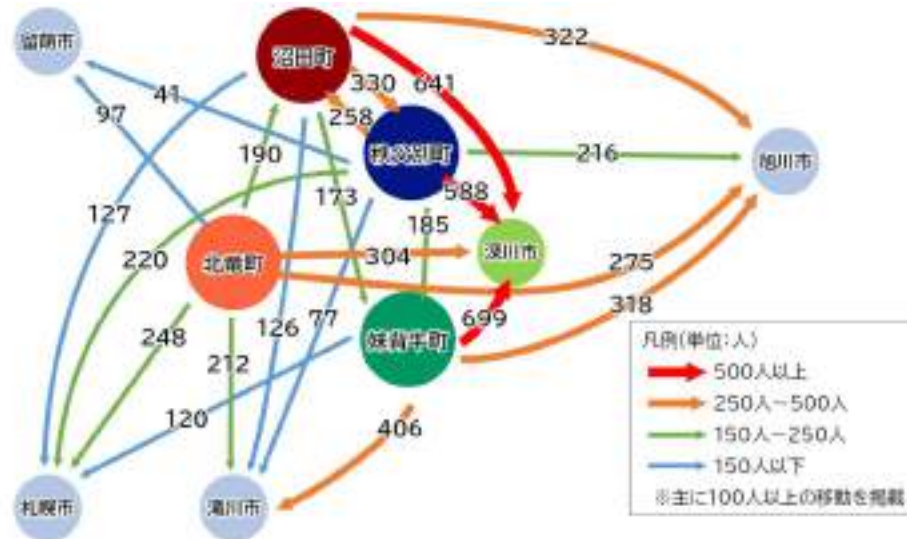 留萌市
沼田町
322
641
330
41
258
97
秩父別町
216
旭川市
190
588
173
185
深川市
127
北竜町
304
275
220
318
699
248
126
77
妹背牛町
212
120
406
札幌市
滝川市
凡例(単位:人)
500人以上
250人~500人
150人~250人
150人以下
※主に100人以上の移動を掲載